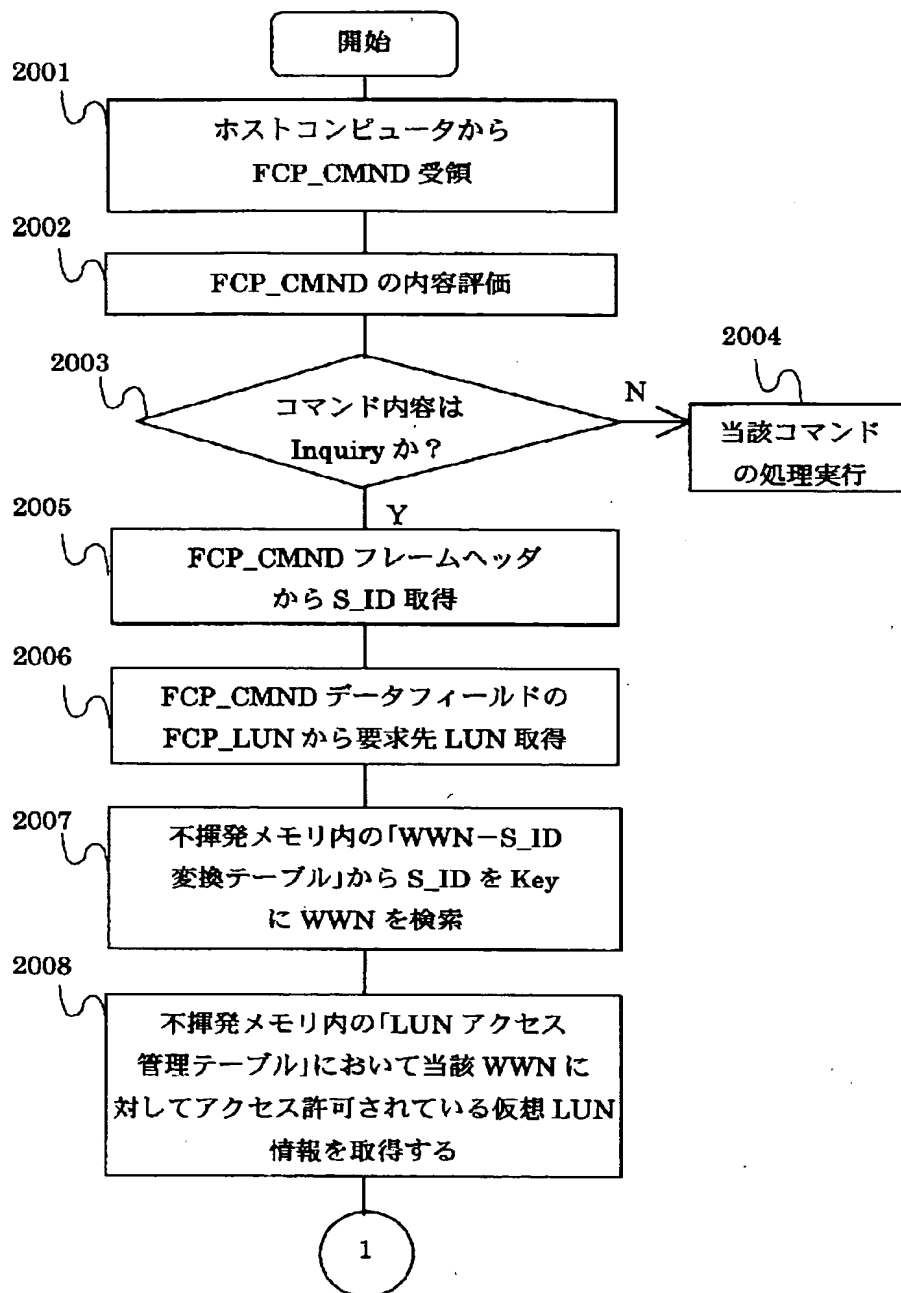 開始
2001
ホストコンピュータから
FCP_CMND 受領
2002
FCP_CMND の内容評価
2003
コマンド内容は
Inquiry か？
N
2004
当該コマンド
の処理実行
Y
2005
FCP_CMND フレームヘッダ
から S_ID 取得
2006
FCP_CMND データフィールドの
FCP_LUN から要求先 LUN 取得
2007
不揮発メモリ内の「WWN－S_ID
変換テーブル」から S_ID を Key
に WWN を検索
2008
不揮発メモリ内の「LUN アクセス
管理テーブル」において当該 WWN に
対してアクセス許可されている仮想 LUN
情報を取得する
1